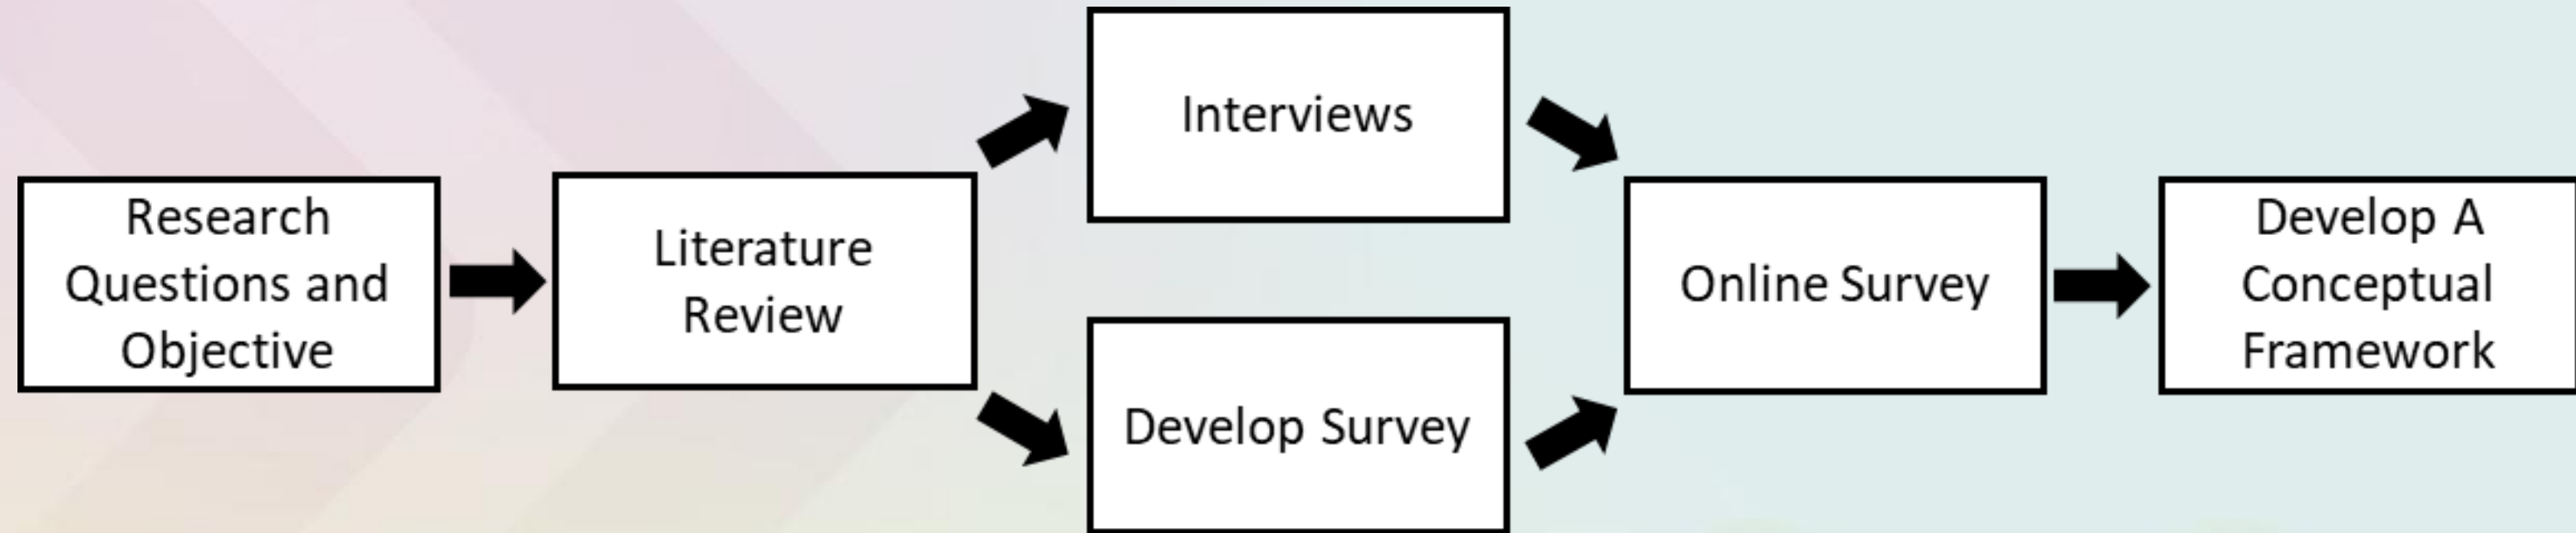 Research
Questions and
Objective
Literature
Review
Interviews
Develop Survey
Online Survey
Develop A
Conceptual
Framework